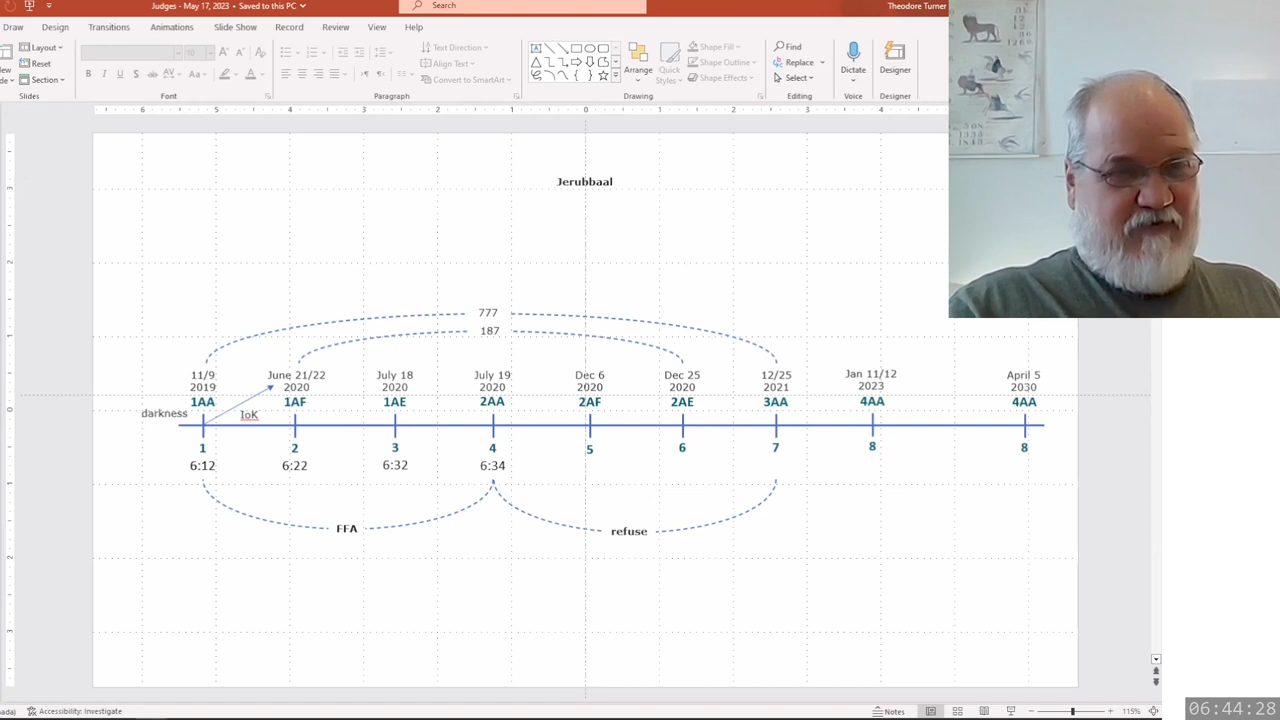 Judges - May 17, 2023 • Saved to this PC
Search
Theodore Turner
Draw Design Transitions Animations Slide Show Record Review View Help
Layout
Reset
Section
Slides
Font
Text Direction
Align Text
Convert to SmartArt
Paragraph
Arrange
Quick
Styles
Shape Fill
Shape Outline
Shape Effects
Drawing
Find
Replace
Select
Editing
Dictate
Voice
Designer
Designer
Jerubbaal
777
187
11/9 June 21/22 July 18 July 19 Dec 6 Dec 25 12/25 Jan 11/12 April 5
2019 2020 2020 2020 2020 2020 2021 2023 2030
1AA 1AF 1AE 2AA 2AF 2AE 3AA 4AA 4AA
darkness IoK
1 2 3 4 5 6 7 8 8
6:12 6:22 6:32 6:34
FFA refuse
Accessibility: Investigate
Notes
115%
06:44:28